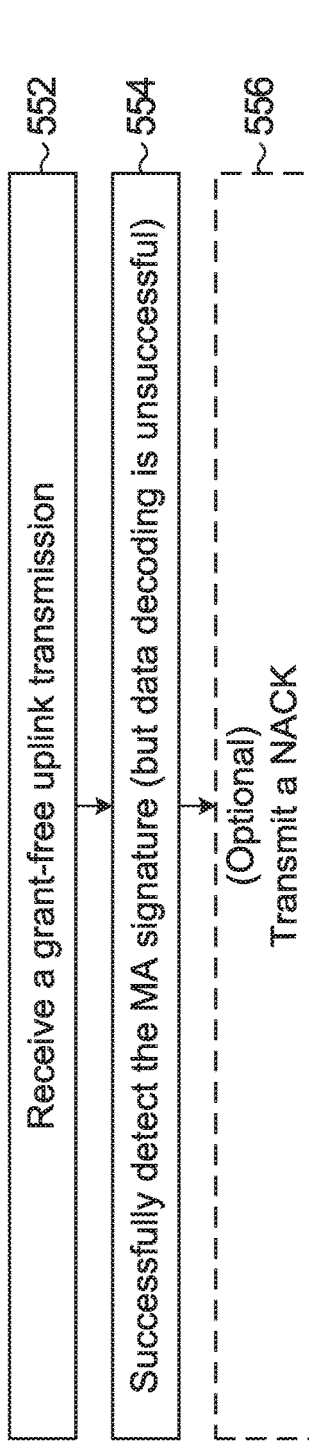 Receive a grant-free uplink transmission
552
Successfully detect the MA signature (but data decoding is unsuccessful)
554
(Optional)
Transmit a NACK
556